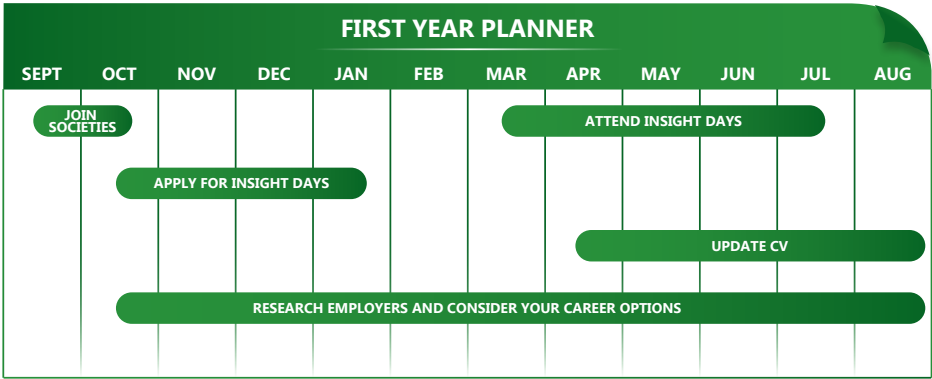 FIRST YEAR PLANNER
SEPT OCT NOV DEC JAN FEB MAR APR MAY JUN JUL AUG
JOIN
SOCIETIES
ATTEND INSIGHT DAYS
APPLY FOR INSIGHT DAYS
UPDATE CV
RESEARCH EMPLOYERS AND CONSIDER YOUR CAREER OPTIONS